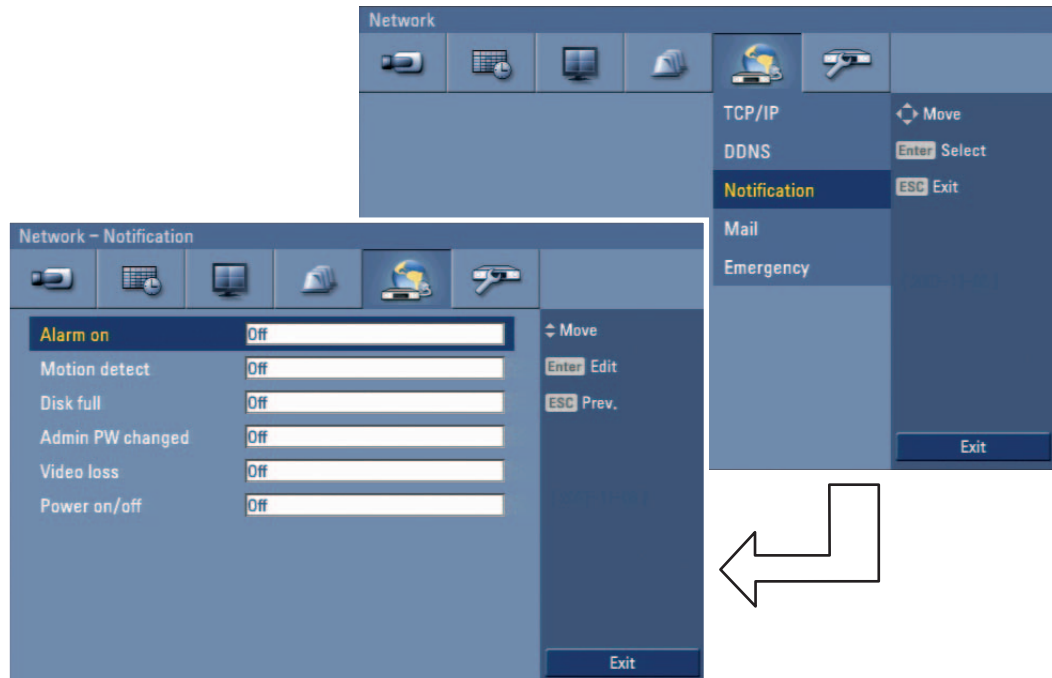 Network
TCP/IP
DDNS
Notification
Mail
Emergency
Move
Enter Select
ESC Exit
Exit
Network – Notification
Alarm on Off
Motion detect Off
Disk full Off
Admin PW changed Off
Video loss Off
Power on/off Off
Move
Enter Edit
ESC Prev.
Exit